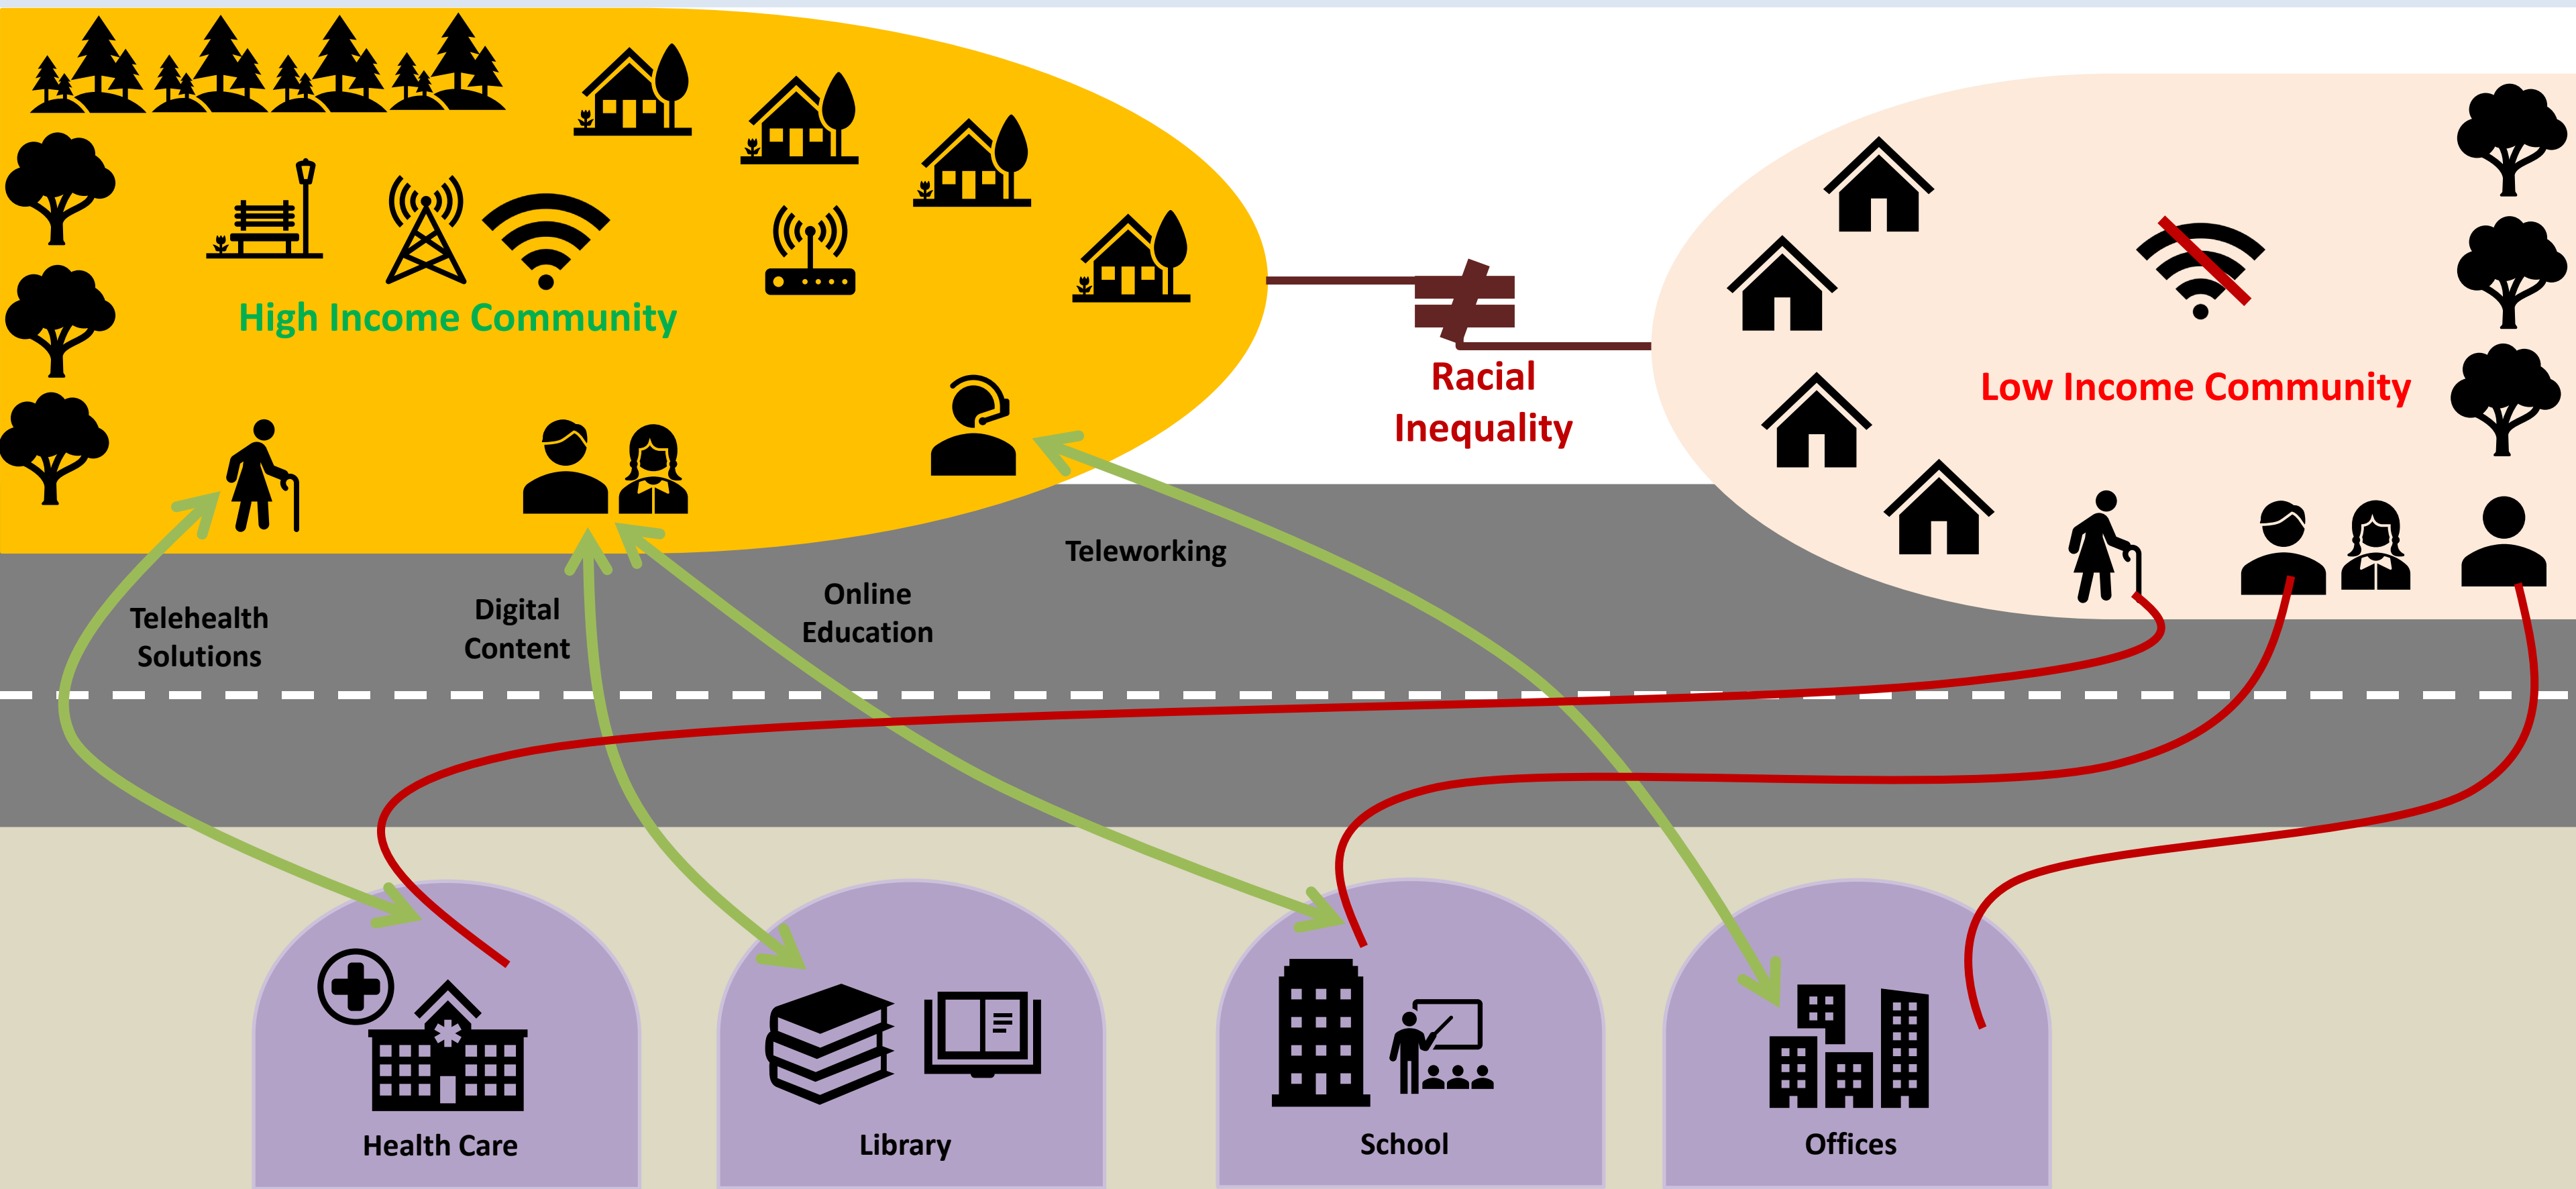 High Income Community
Racial
Inequality
Low Income Community
Teleworking
Online
Education
Digital
Content
Telehealth
Solutions
Health Care
Library
School
Offices